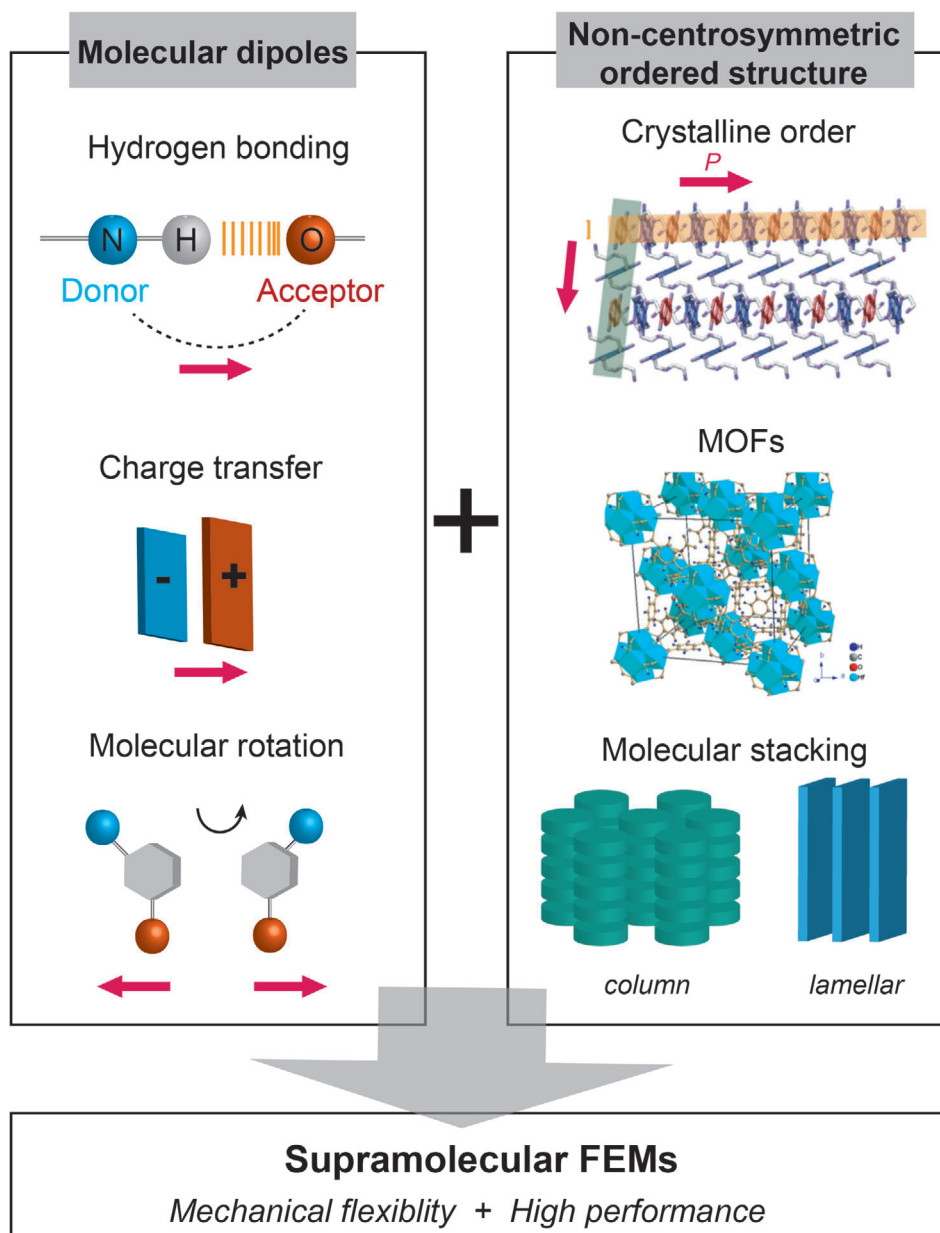 Molecular dipoles
Hydrogen bonding
N H O
Donor Acceptor
Charge transfer
- +
Molecular rotation
+
Non-centrosymmetric
ordered structure
Crystalline order
P
MOFs
H
C
O
Hf
b
a
Molecular stacking
column lamellar
Supramolecular FEMs
Mechanical flexiblity + High performance